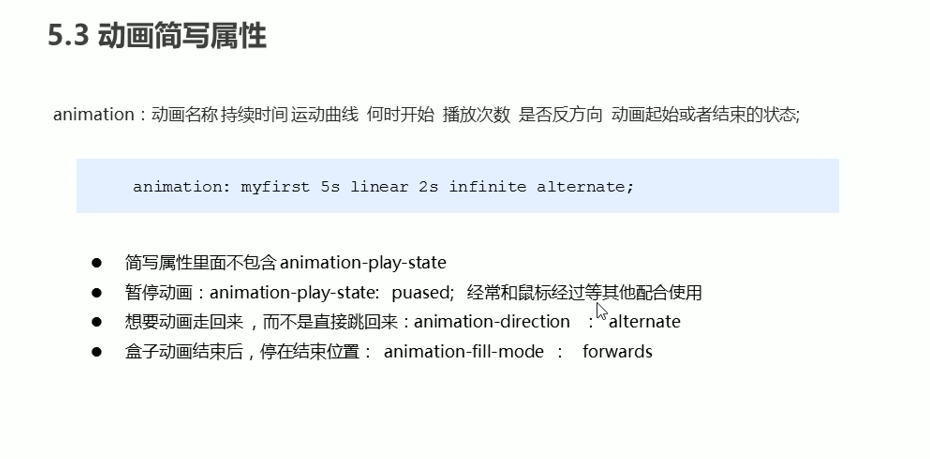 5.3 动画简写属性
animation：动画名称 持续时间 运动曲线 何时开始 播放次数 是否反方向 动画起始或者结束的状态;
animation: myfirst 5s linear 2s infinite alternate;
● 简写属性里面不包含 animation-play-state
● 暂停动画：animation-play-state: puased; 经常和鼠标经过等其他配合使用
● 想要动画走回来 ，而不是直接跳回来：animation-direction ： alternate
● 盒子动画结束后，停在结束位置： animation-fill-mode ： forwards